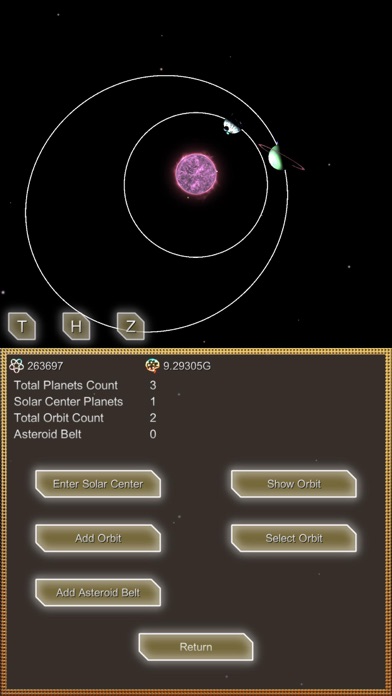 T H Z
263697 9.29305G
Total Planets Count 3
Solar Center Planets 1
Total Orbit Count 2
Asteroid Belt 0
Enter Solar Center Show Orbit
Add Orbit Select Orbit
Add Asteroid Belt
Return